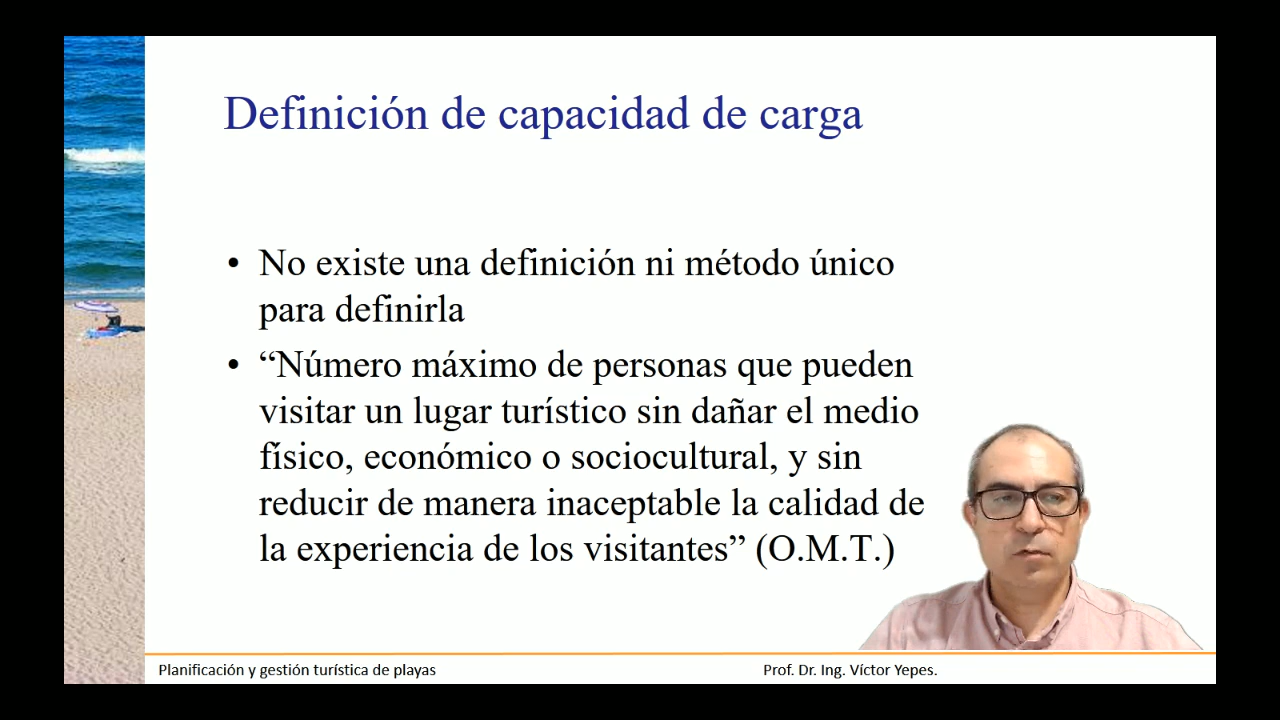 Definición de capacidad de carga
• No existe una definición ni método único
para definirla
• “Número máximo de personas que pueden
visitar un lugar turístico sin dañar el medio
físico, económico o sociocultural, y sin
reducir de manera inaceptable la calidad de
la experiencia de los visitantes” (O.M.T.)
Planificación y gestión turística de playas
Prof. Dr. Ing. Víctor Yepes.